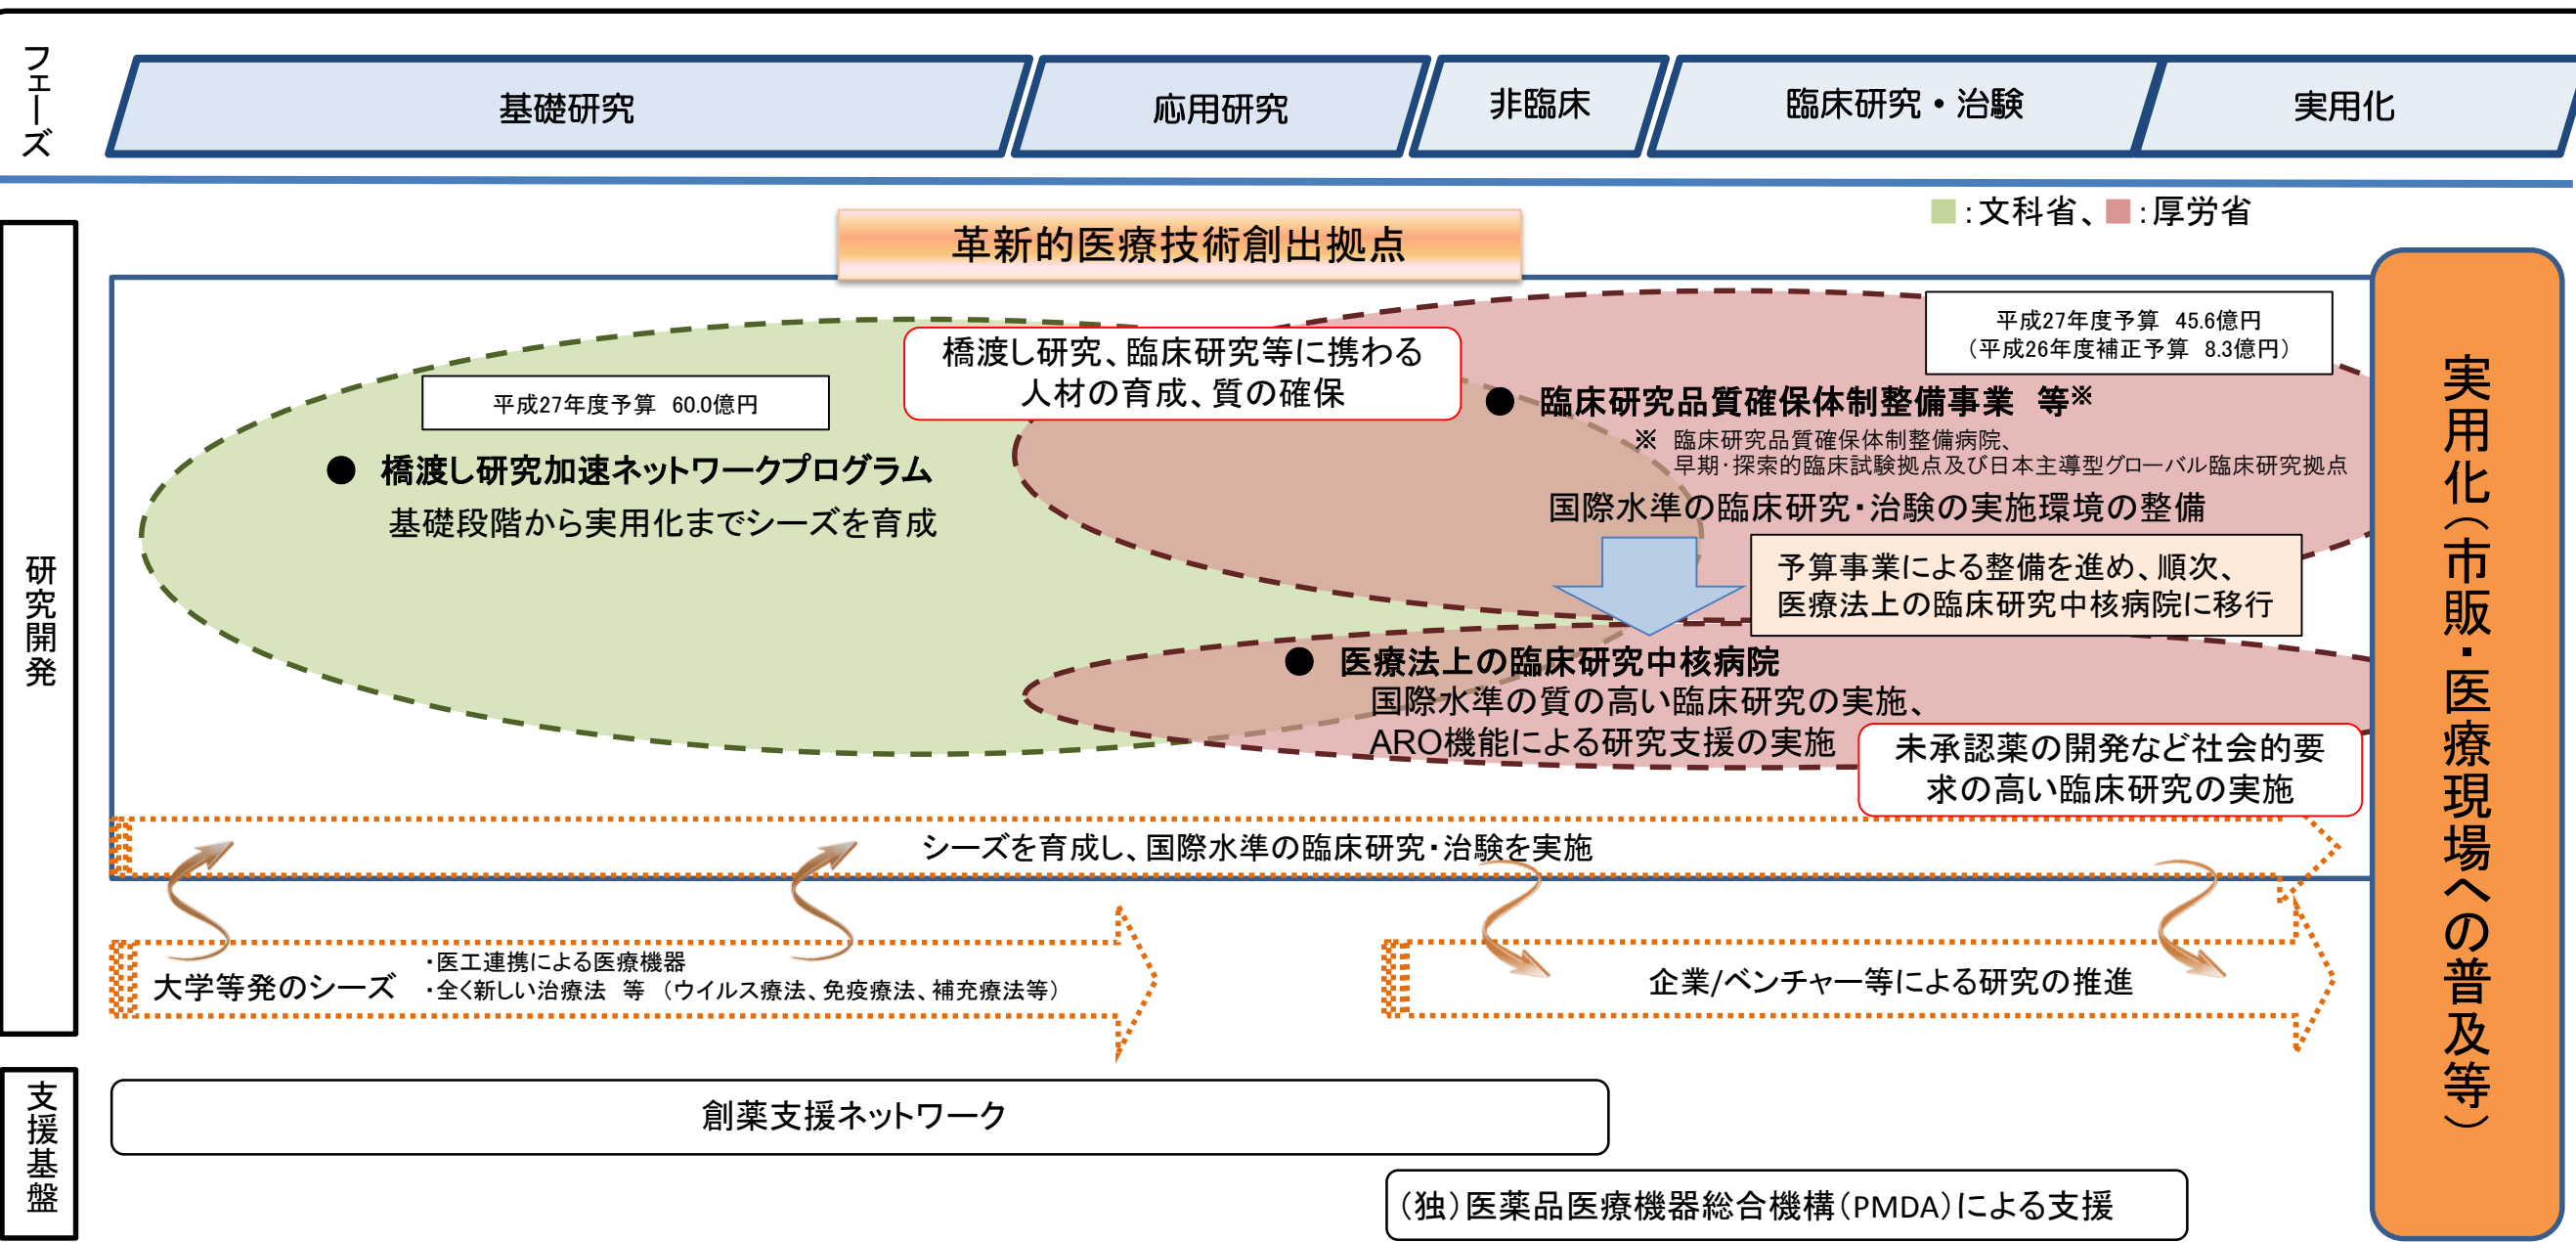 フェーズ
基礎研究
応用研究
非臨床
臨床研究・治験
実用化
:文科省、 :厚労省
革新的医療技術創出拠点
研究開発
橋渡し研究、臨床研究等に携わる
人材の育成、質の確保
平成27年度予算 45.6億円
（平成26年度補正予算 8.3億円）
平成27年度予算 60.0億円
● 臨床研究品質確保体制整備事業 等※
※ 臨床研究品質確保体制整備病院、
早期・探索的臨床試験拠点及び日本主導型グローバル臨床研究拠点
● 橋渡し研究加速ネットワークプログラム
基礎段階から実用化までシーズを育成
国際水準の臨床研究・治験の実施環境の整備
予算事業による整備を進め、順次、
医療法上の臨床研究中核病院に移行
● 医療法上の臨床研究中核病院
国際水準の質の高い臨床研究の実施、
ARO機能による研究支援の実施
未承認薬の開発など社会的要
求の高い臨床研究の実施
シーズを育成し、国際水準の臨床研究・治験を実施
大学等発のシーズ
・医工連携による医療機器
・全く新しい治療法 等 （ウイルス療法、免疫療法、補充療法等）
企業/ベンチャー等による研究の推進
実用化（市販・医療現場への普及等）
支援基盤
創薬支援ネットワーク
（独）医薬品医療機器総合機構（PMDA）による支援